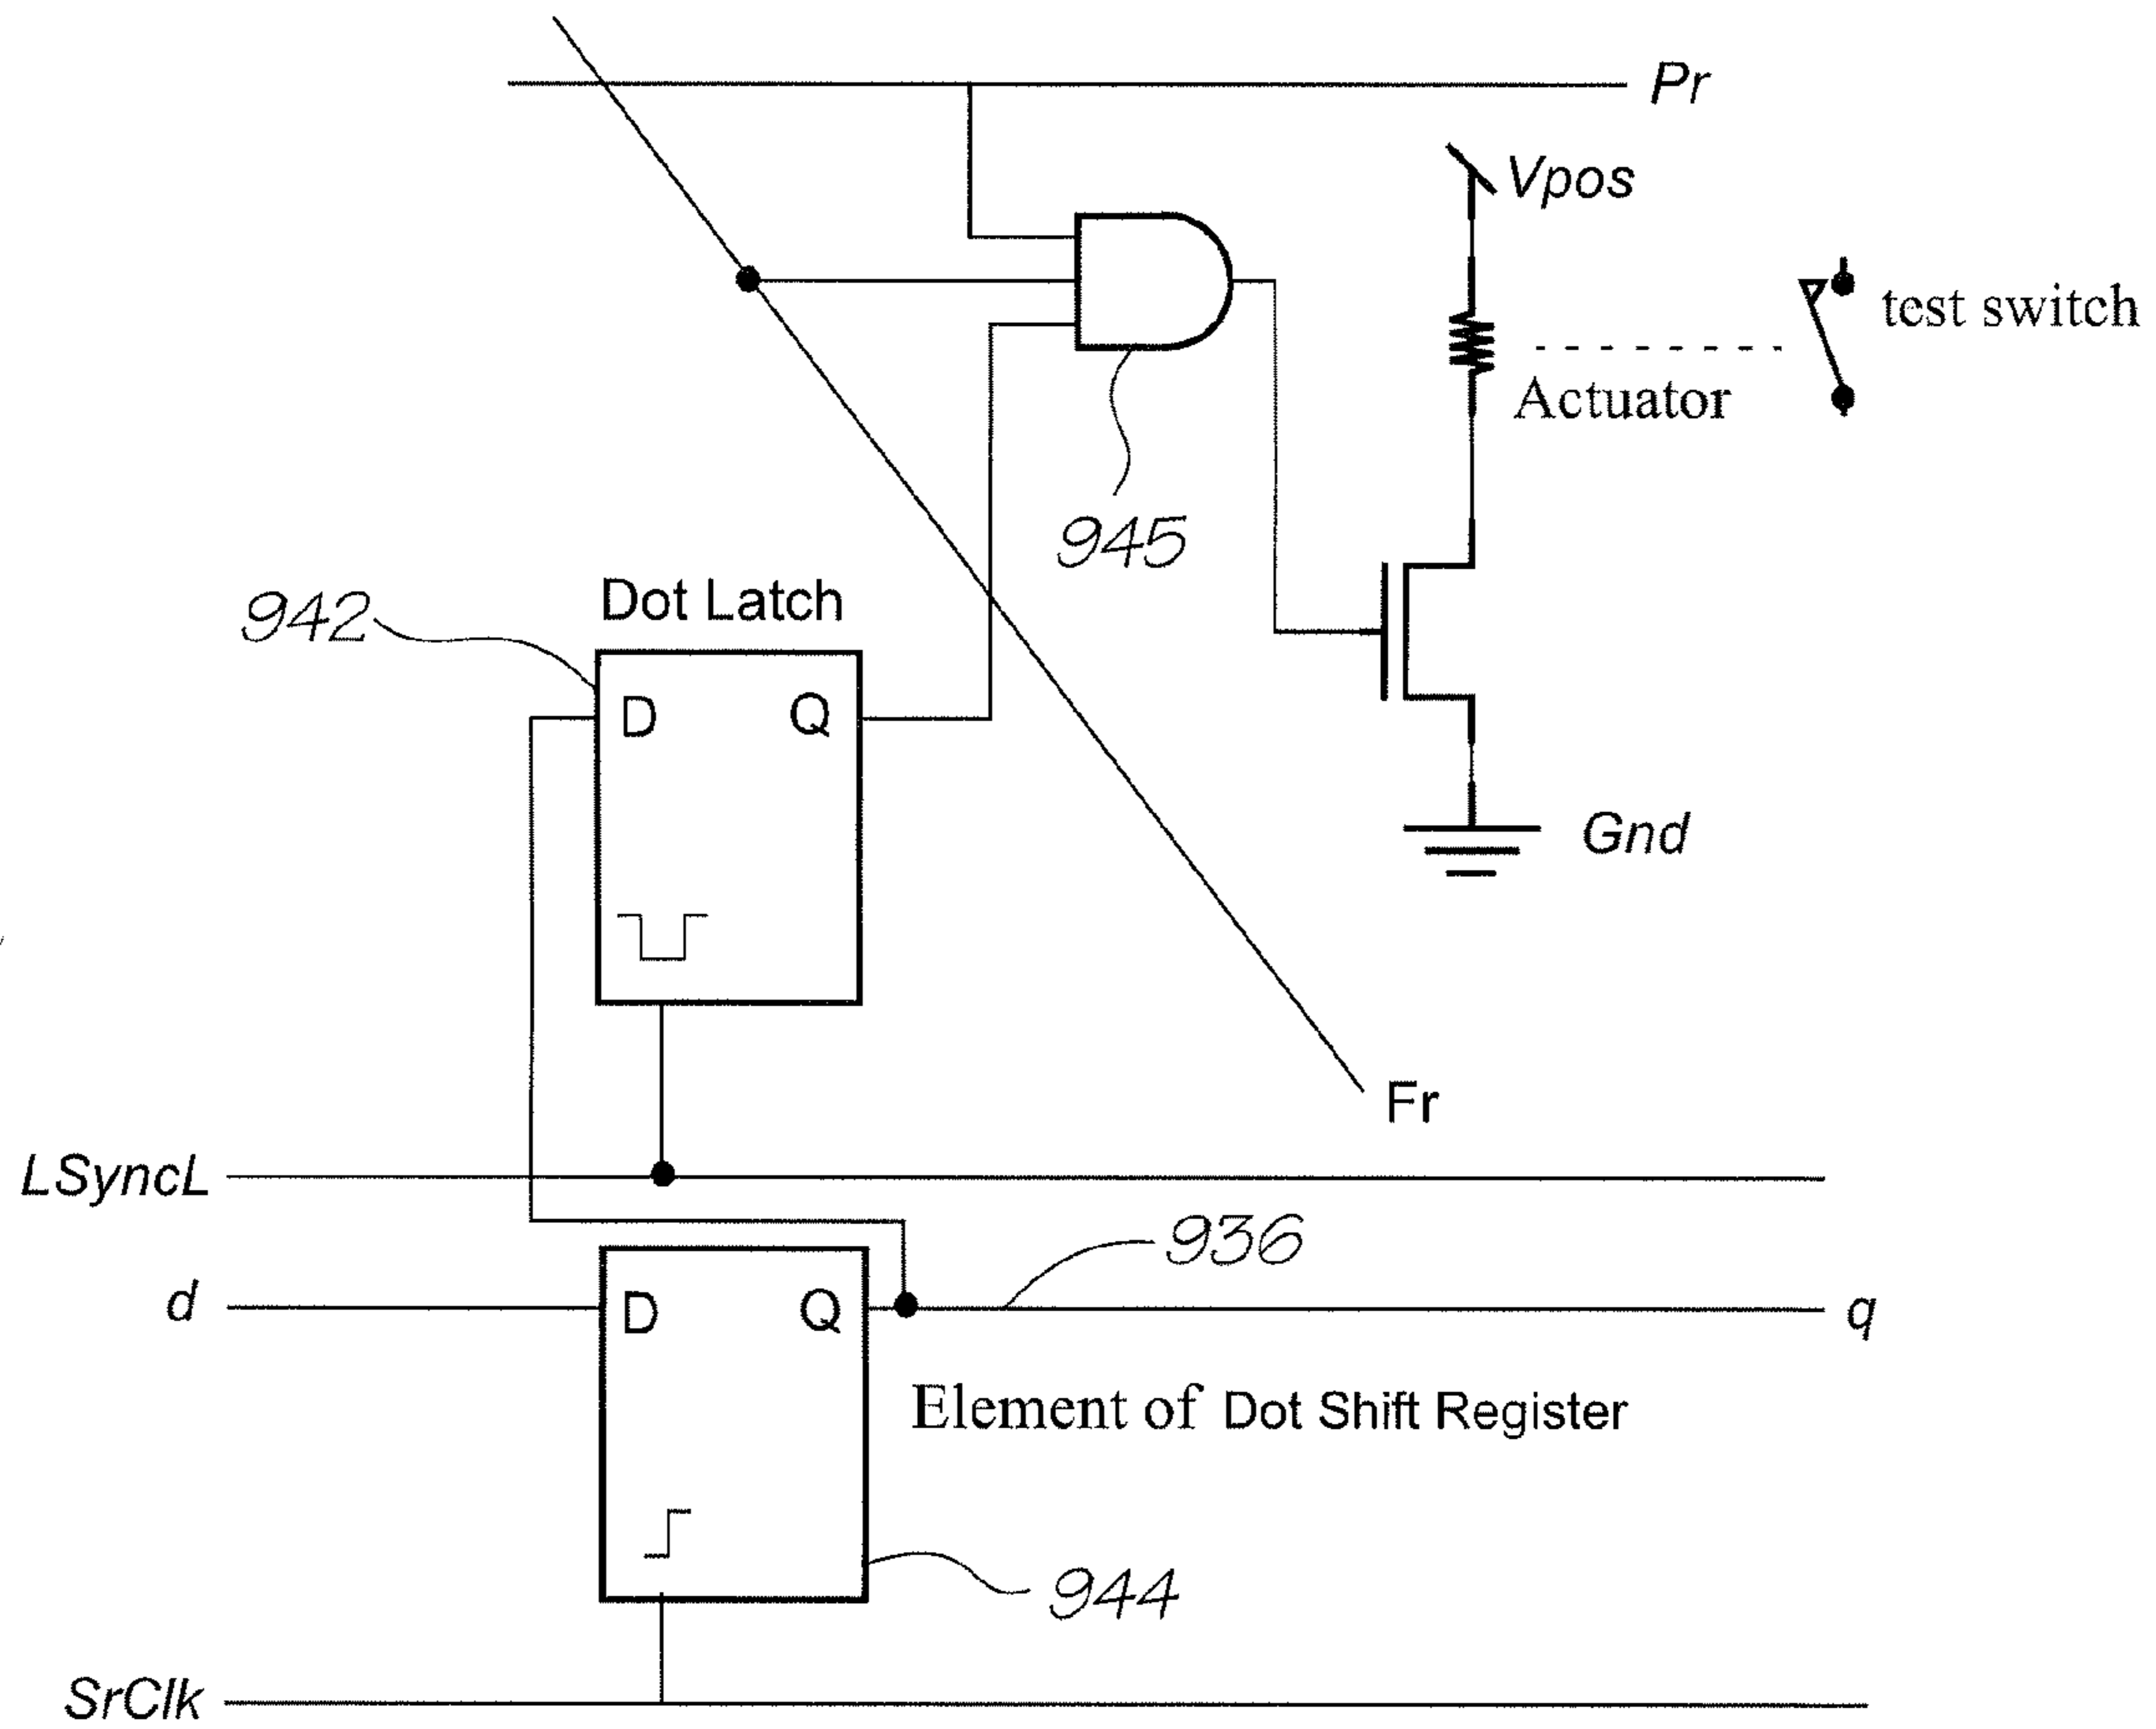 Pr
Vpos
test switch
Actuator
945
942
Dot Latch
D
Q
Gnd
Fr
LSyncL
936
d
D
Q
q
Element of Dot Shift Register
944
SrClk